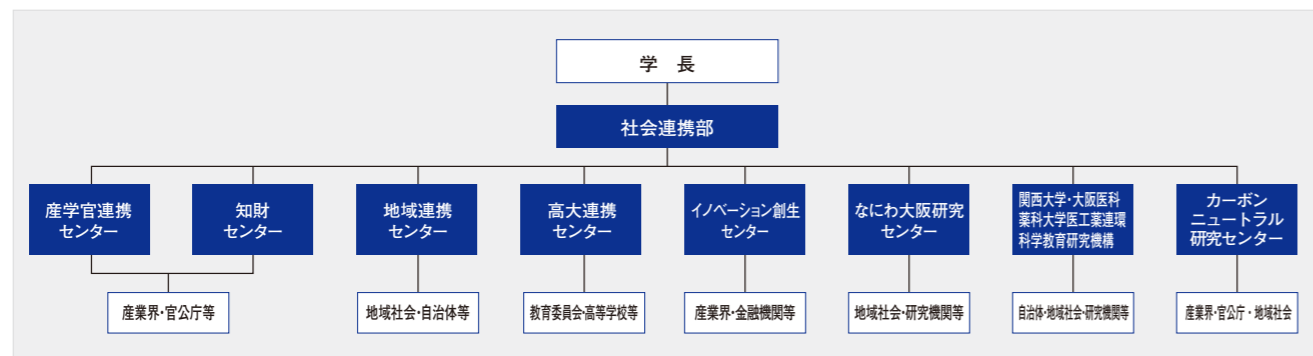 学 長
社会連携部
産学官連携
センター
知財
センター
地域連携
センター
高大連携
センター
イノベーション創生
センター
なにわ大阪研究
センター
関西大学・大阪医科
薬科大学医工薬連環
科学教育研究機構
カーボン
ニュートラル
研究センター
産業界・官公庁等
地域社会・自治体等
教育委員会・高等学校等
産業界・金融機関等
地域社会・研究機関等
自治体・地域社会・研究機関等
産業界・官公庁・地域社会